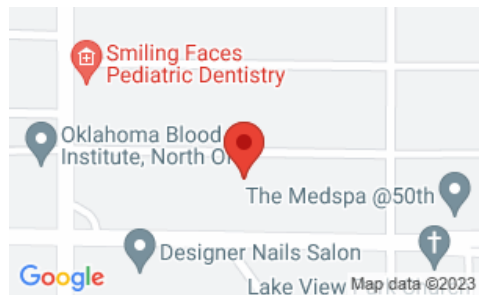 Smiling Faces
Pediatric Dentistry
Oklahoma Blood
Institute, North
The Medspa @50th
Designer Nails Salon
Google
Lake View
Map data ©2023